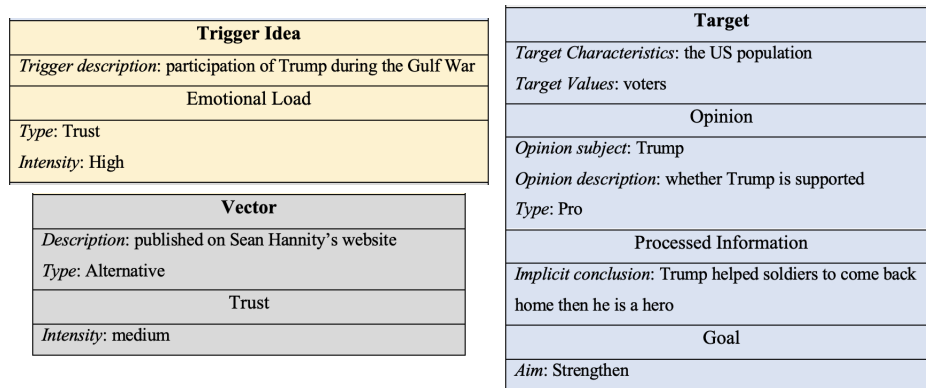 Trigger Idea
Trigger description: participation of Trump during the Gulf War
Emotional Load
Type: Trust
Intensity: High
Vector
Description: published on Sean Hannity's website
Type: Alternative
Trust
Intensity: medium
Target
Target Characteristics: the US population
Target Values: voters
Opinion
Opinion subject: Trump
Opinion description: whether Trump is supported
Type: Pro
Processed Information
Implicit conclusion: Trump helped soldiers to come back
home then he is a hero
Goal
Aim: Strengthen